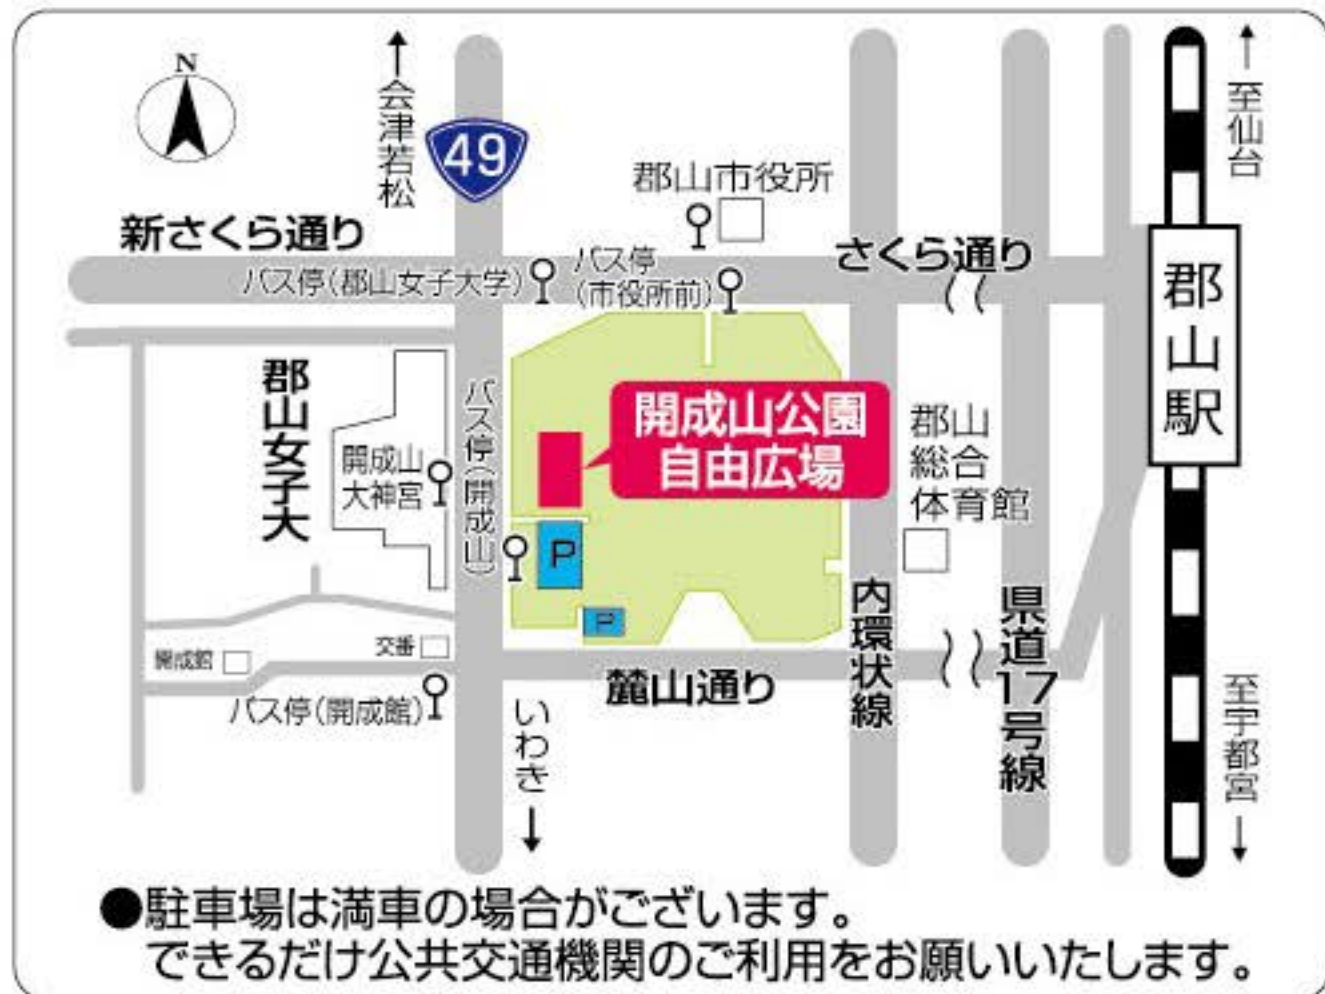 N
↑会津若松
49
↑至仙台
郡山市役所
新さくら通り
さくら通り
バス停(郡山女子大学)
バス停
(市役所前)
郡山駅
郡山女子大
開成山
大神宮
バス停(開成山)
開成山公園
自由広場
郡山
総合
体育館
P
P
内環状線
県道17号線
交番
開成館
麓山通り
バス停(開成館)
いわき↓
至宇都宮↓
●駐車場は満車の場合がございます。
できるだけ公共交通機関のご利用をお願いいたします。